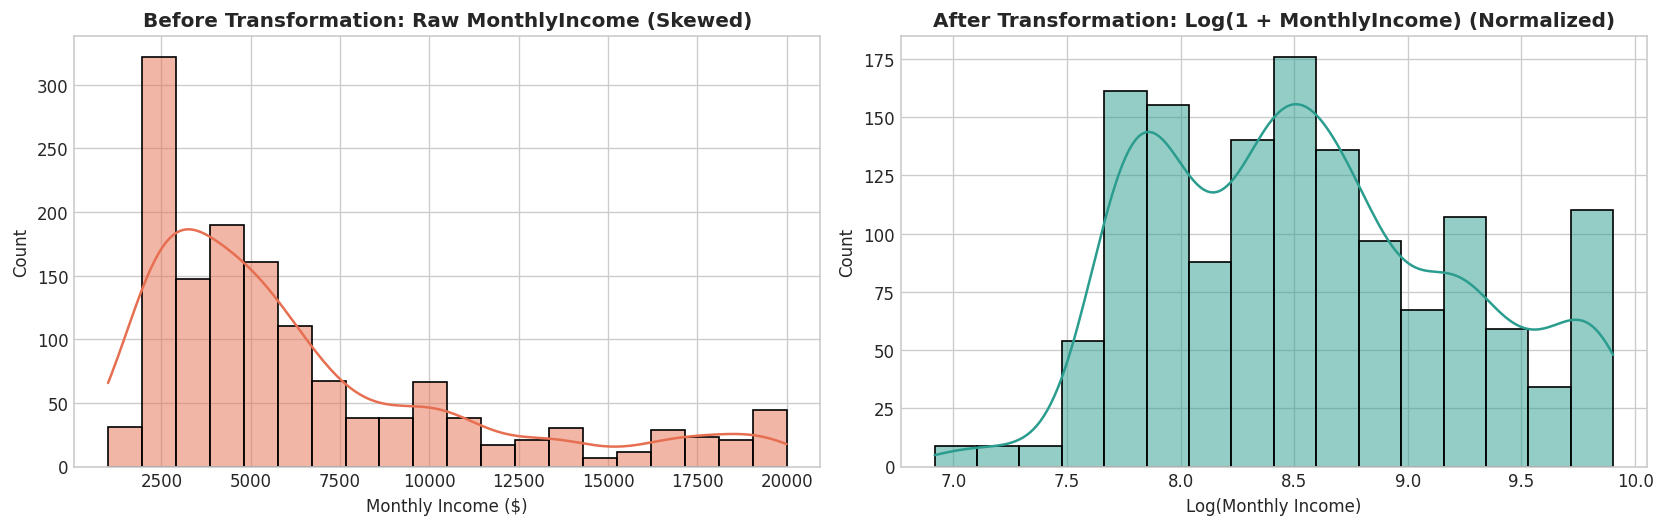 Before Transformation: Raw MonthlyIncome (Skewed)
300
250
200
150
100
50
0
Count
2500 5000 7500 10000 12500 15000 17500 20000
Monthly Income ($)
After Transformation: Log(1 + MonthlyIncome) (Normalized)
175
150
125
100
75
50
25
0
Count
7.0 7.5 8.0 8.5 9.0 9.5 10.0
Log(Monthly Income)